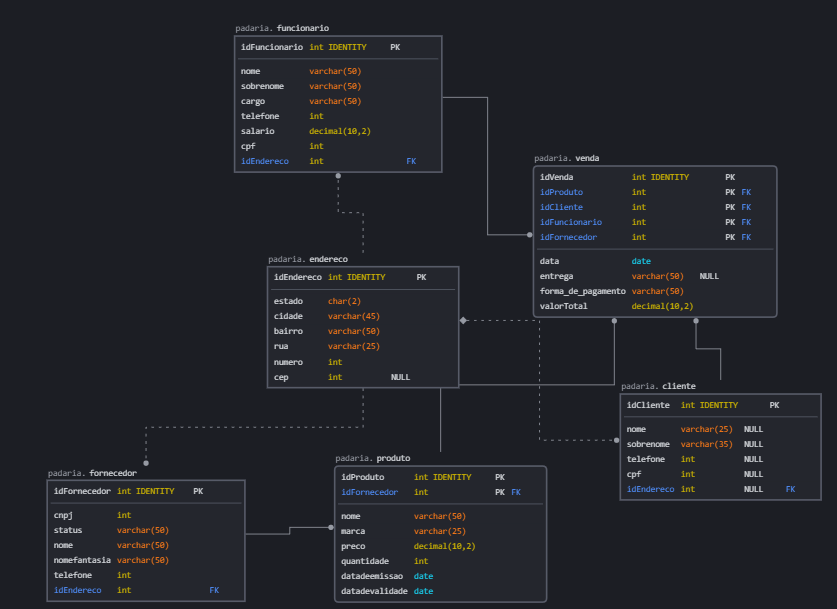 padaria. funcionario
idFuncionario int IDENTITY PK
nome varchar(50)
sobrenome varchar(50)
cargo varchar(50)
telefone int
salario decimal(10,2)
cpf int
idEndereco int FK
padaria. venda
idVenda int IDENTITY PK
idProduto int PK FK
idCliente int PK FK
idFuncionario int PK FK
idFornecedor int PK FK
data date
entrega varchar(50) NULL
forma_de_pagamento varchar(50)
valorTotal decimal(10,2)
padaria. endereco
idEndereco int IDENTITY PK
estado char(2)
cidade varchar(45)
bairro varchar(50)
rua varchar(25)
numero int
cep int NULL
padaria. cliente
idCliente int IDENTITY PK
nome varchar(25) NULL
sobrenome varchar(35) NULL
telefone int NULL
cpf int NULL
idEndereco int NULL FK
padaria. fornecedor
idFornecedor int IDENTITY PK
cnpj int
status varchar(50)
nome varchar(50)
nomefantasia varchar(50)
telefone int
idEndereco int FK
padaria. produto
idProduto int IDENTITY PK
idFornecedor int PK FK
nome varchar(50)
marca varchar(25)
preco decimal(10,2)
quantidade int
datadeemissao date
datadevalidade date